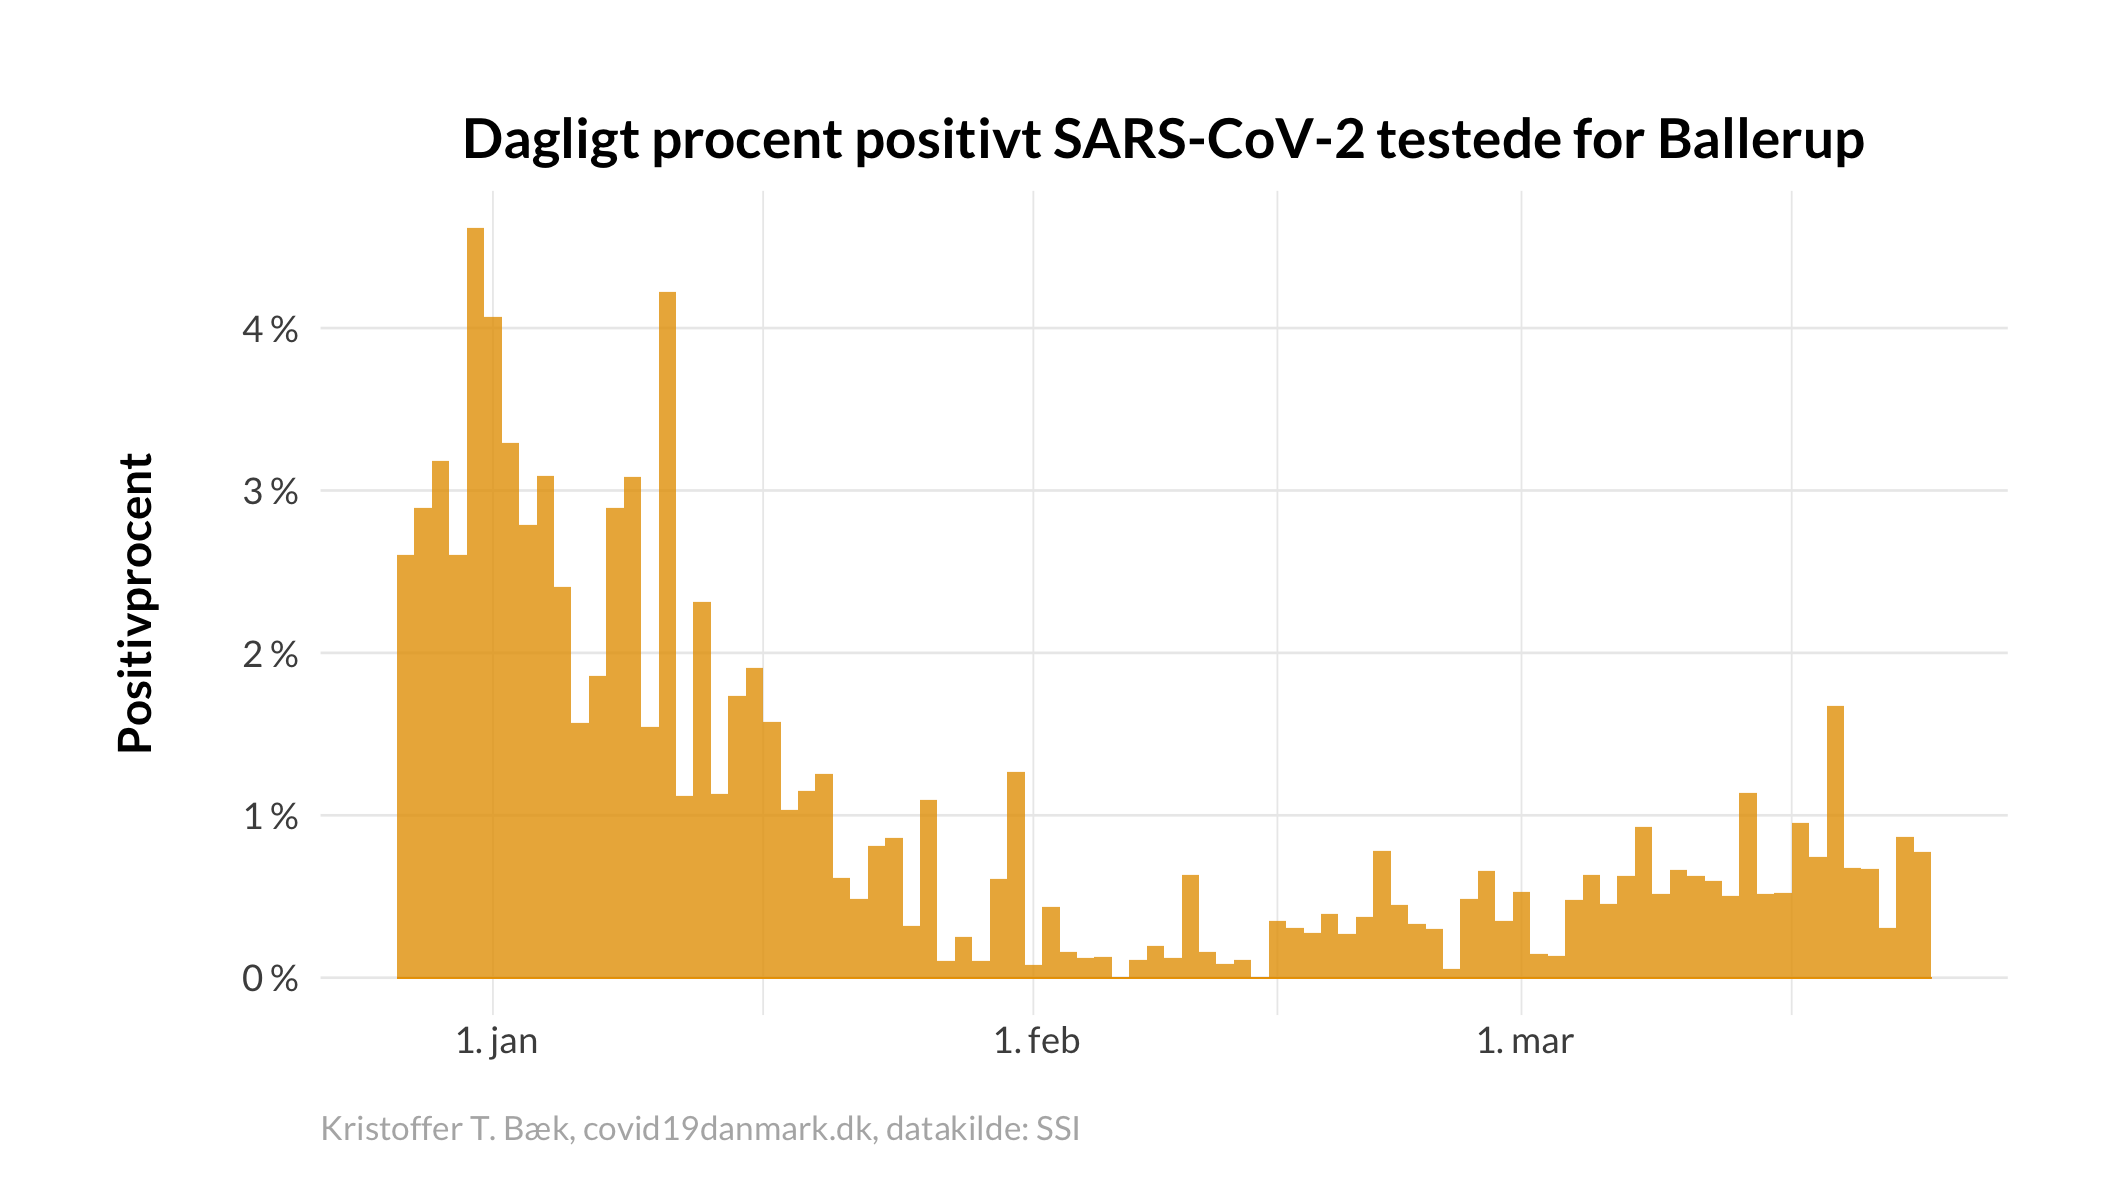 Dagligt procent positivt SARS-CoV-2 testede for Ballerup
Positivprocent
4 %
3 %
2 %
1 %
0 %
1. jan
1. feb
1. mar
Kristoffer T. Bæk, covid19danmark.dk, datakilde: SSI